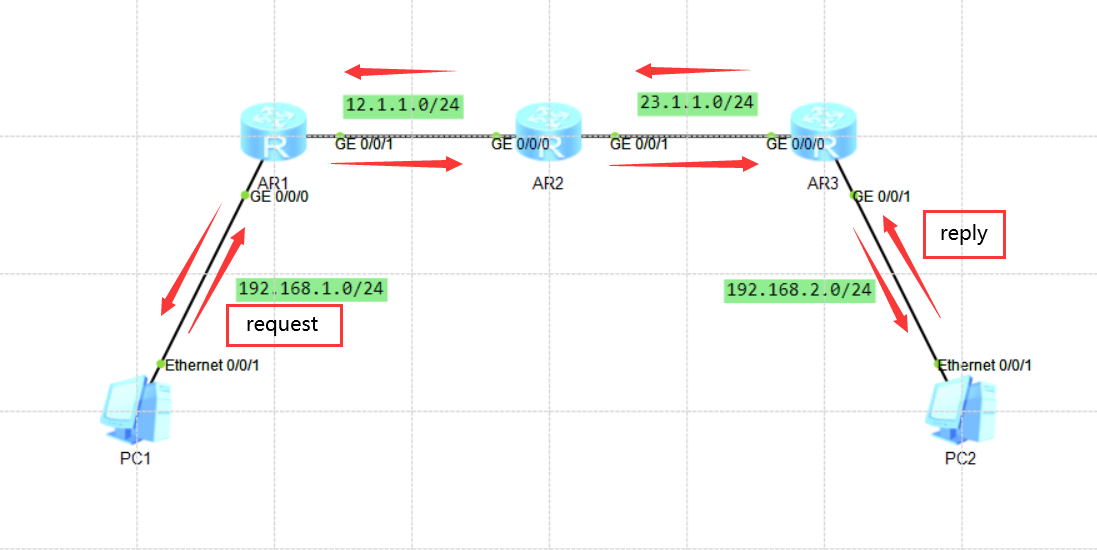 12.1.1.0/24
23.1.1.0/24
R
R
R
GE 0/0/1
GE 0/0/0
GE 0/0/1
GE 0/0/0
AR1
AR2
AR3
GE 0/0/0
GE 0/0/1
reply
192.168.1.0/24
192.168.2.0/24
request
Ethernet 0/0/1
Ethernet 0/0/1
PC1
PC2